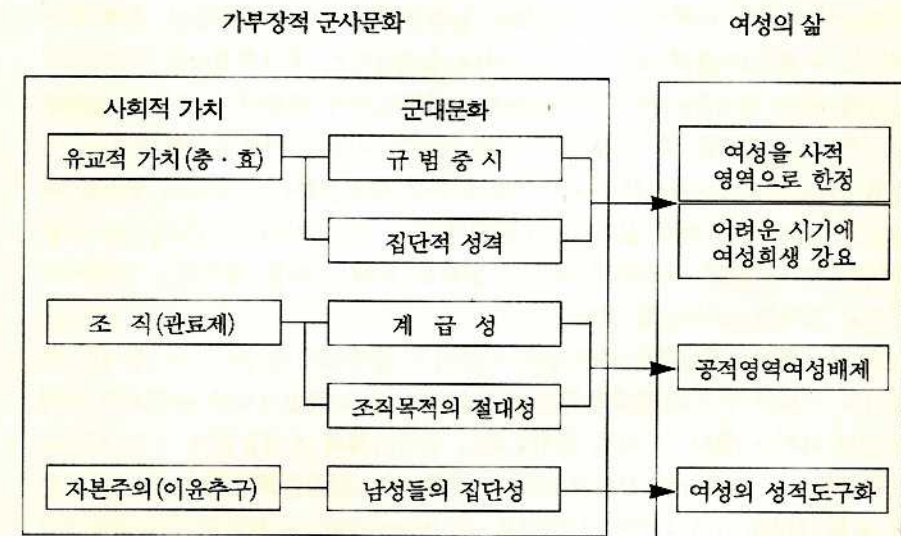 가부장적 군사문화 여성의 삶
사회적 가치 군대문화
유교적 가치(충 · 효) 규 범 중 시 여성을 사적
영역으로 한정
집단적 성격 어려운 시기에
여성희생 강요
조 직(관료제) 계 급 성
공적영역여성배제
조직목적의 절대성
자본주의(이윤추구) 남성들의 집단성 여성의 성적도구화